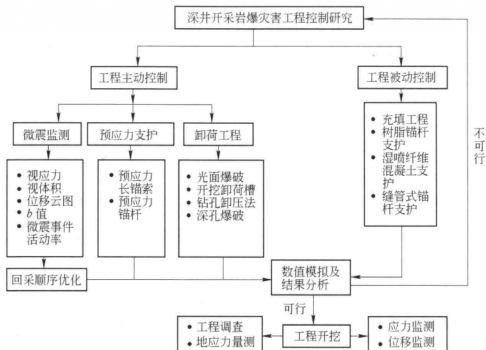 深井开采岩爆灾害工程控制研究
工程主动控制
工程被动控制
微震监测
预应力支护
卸荷工程
• 视应力
• 视体积
• 位移云图
• b 值
• 微震事件
活动率
• 预应力
长锚索
• 预应力
锚杆
• 光面爆破
• 开挖卸荷槽
• 钻孔卸压法
• 深孔爆破
• 充填工程
• 树脂锚杆
支护
• 湿喷纤维
混凝土支
护
• 缝管式锚
杆支护
不可行
回采顺序优化
数值模拟及
结果分析
可行
• 工程调查
• 地应力量测
工程开挖
• 应力监测
• 位移监测